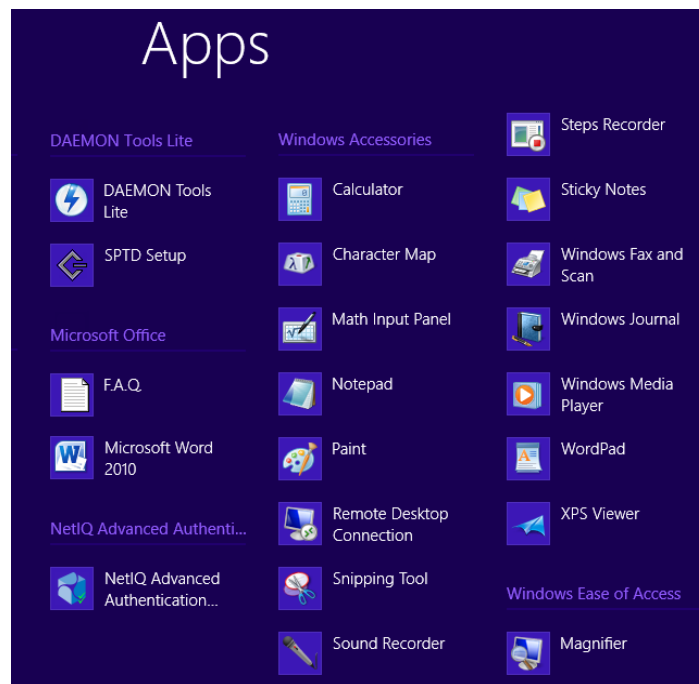 Apps
DAEMON Tools Lite
DAEMON Tools
Lite
SPTD Setup
Microsoft Office
F.A.Q.
Microsoft Word
2010
NetIQ Advanced Authenti...
NetIQ Advanced
Authentication...
Windows Accessories
Calculator
Character Map
Math Input Panel
Notepad
Paint
Remote Desktop
Connection
Snipping Tool
Sound Recorder
Steps Recorder
Sticky Notes
Windows Fax and
Scan
Windows Journal
Windows Media
Player
WordPad
XPS Viewer
Windows Ease of Access
Magnifier